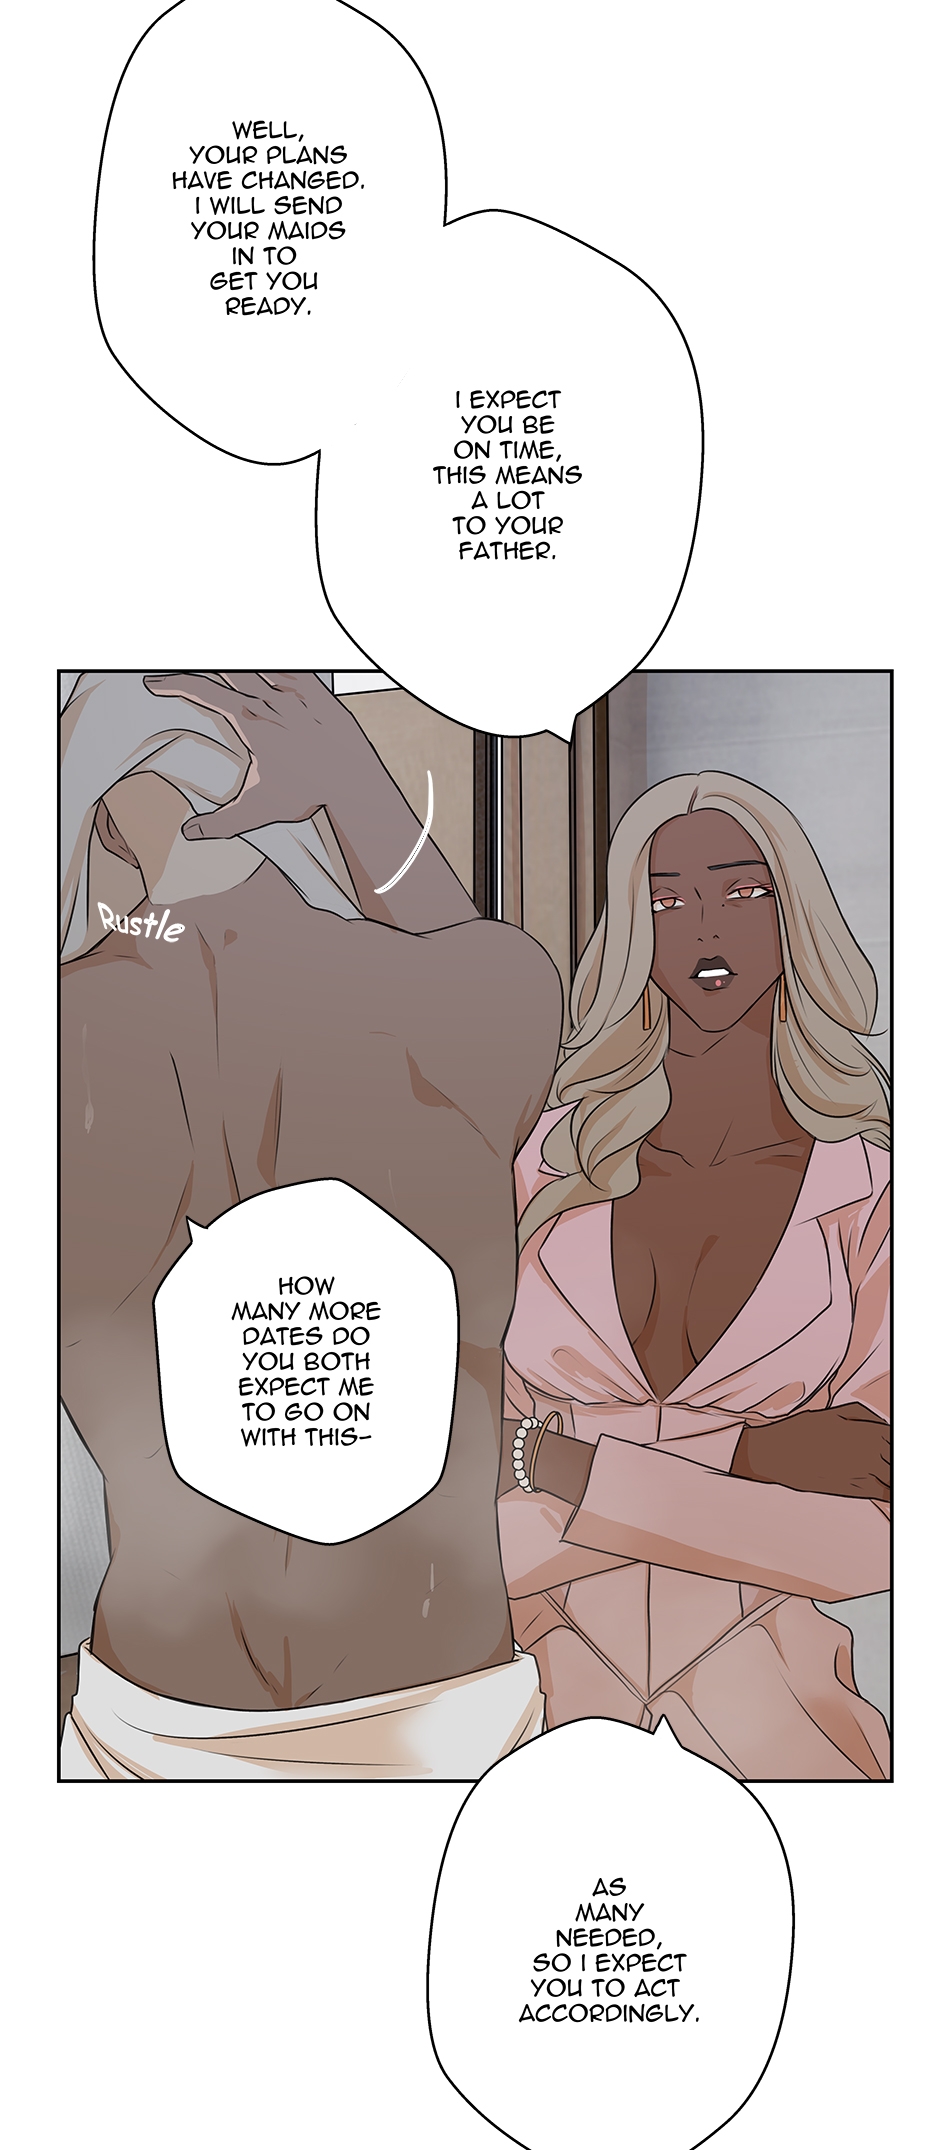 WELL,
YOUR PLANS
HAVE CHANGED.
I WILL SEND
YOUR MAIDS
IN TO
GET YOU
READY.
I EXPECT
YOU BE
ON TIME,
THIS MEANS
A LOT
TO YOUR
FATHER.
Rustle
HOW
MANY MORE
DATES DO
YOU BOTH
EXPECT ME
TO GO ON
WITH THIS-
AS
MANY
NEEDED,
SO I EXPECT
YOU TO ACT
ACCORDINGLY.